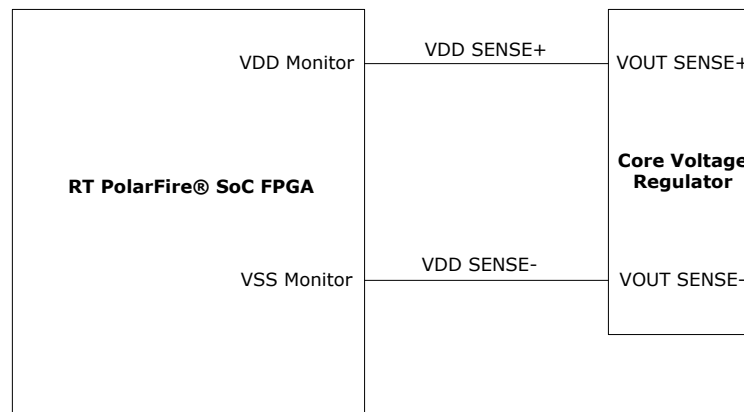 VDD Monitor
VDD SENSE+
VOUT SENSE+
RT PolarFire® SoC FPGA
Core Voltage
Regulator
VSS Monitor
VDD SENSE-
VOUT SENSE-